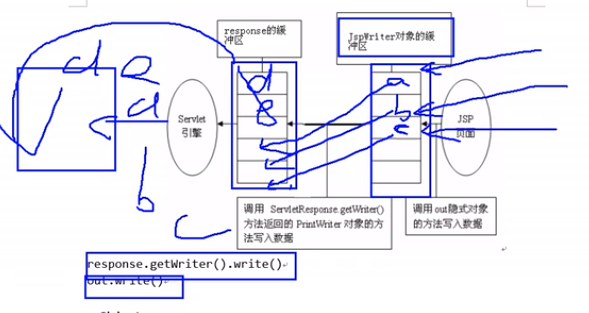 response的缓
冲区
JspWriter对象的缓
冲区
d e
a
b
c
d
a
b
c
Servlet
引擎
JSP
页面
调用 ServletResponse.getWriter()
方法返回的 PrintWriter 对象的方
法写入数据
调用out隐式对象
的方法写入数据
response.getWriter().write()
out.write()